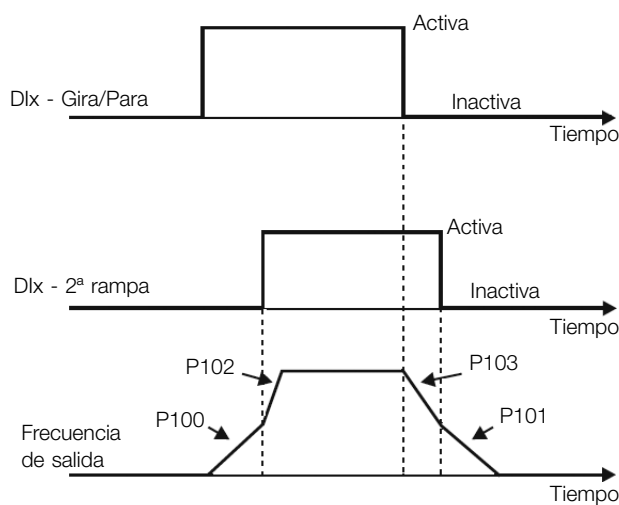 Activa
DIx - Gira/Para
Inactiva
Tiempo
Activa
DIx - 2ª rampa
Inactiva
Tiempo
P102
P103
P100
P101
Frecuencia
de salida
Tiempo